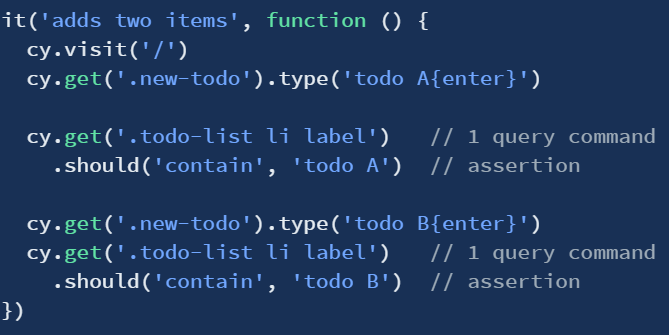 it('adds two items', function () {
  cy.visit('/')
  cy.get('.new-todo').type('todo A{enter}')

  cy.get('.todo-list li label')   // 1 query command
    .should('contain', 'todo A')  // assertion

  cy.get('.new-todo').type('todo B{enter}')
  cy.get('.todo-list li label')   // 1 query command
    .should('contain', 'todo B')  // assertion
})